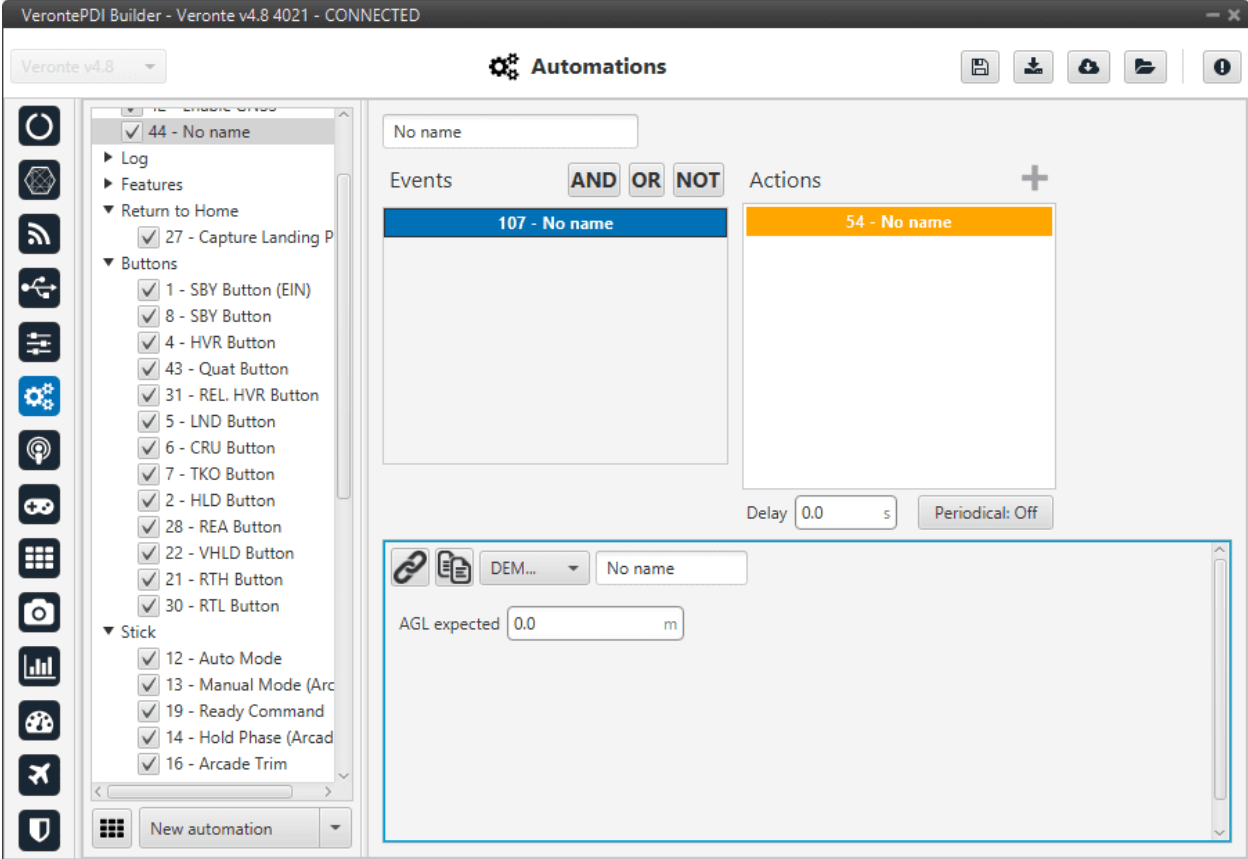 VerontePDI Builder - Veronte v4.8 4021 - CONNECTED
Veronte v4.8
Automations
44 - No name
Log
Features
Return to Home
27 - Capture Landing P
Buttons
1 - SBY Button (EIN)
8 - SBY Button
4 - HVR Button
43 - Quat Button
31 - REL. HVR Button
5 - LND Button
6 - CRU Button
7 - TKO Button
2 - HLD Button
28 - REA Button
22 - VHLD Button
21 - RTH Button
30 - RTL Button
Stick
12 - Auto Mode
13 - Manual Mode (Arc
19 - Ready Command
14 - Hold Phase (Arcad
16 - Arcade Trim
New automation
No name
Events AND OR NOT
107 - No name
Actions
54 - No name
Delay 0.0 s Periodical: Off
DEM... No name
AGL expected 0.0 m